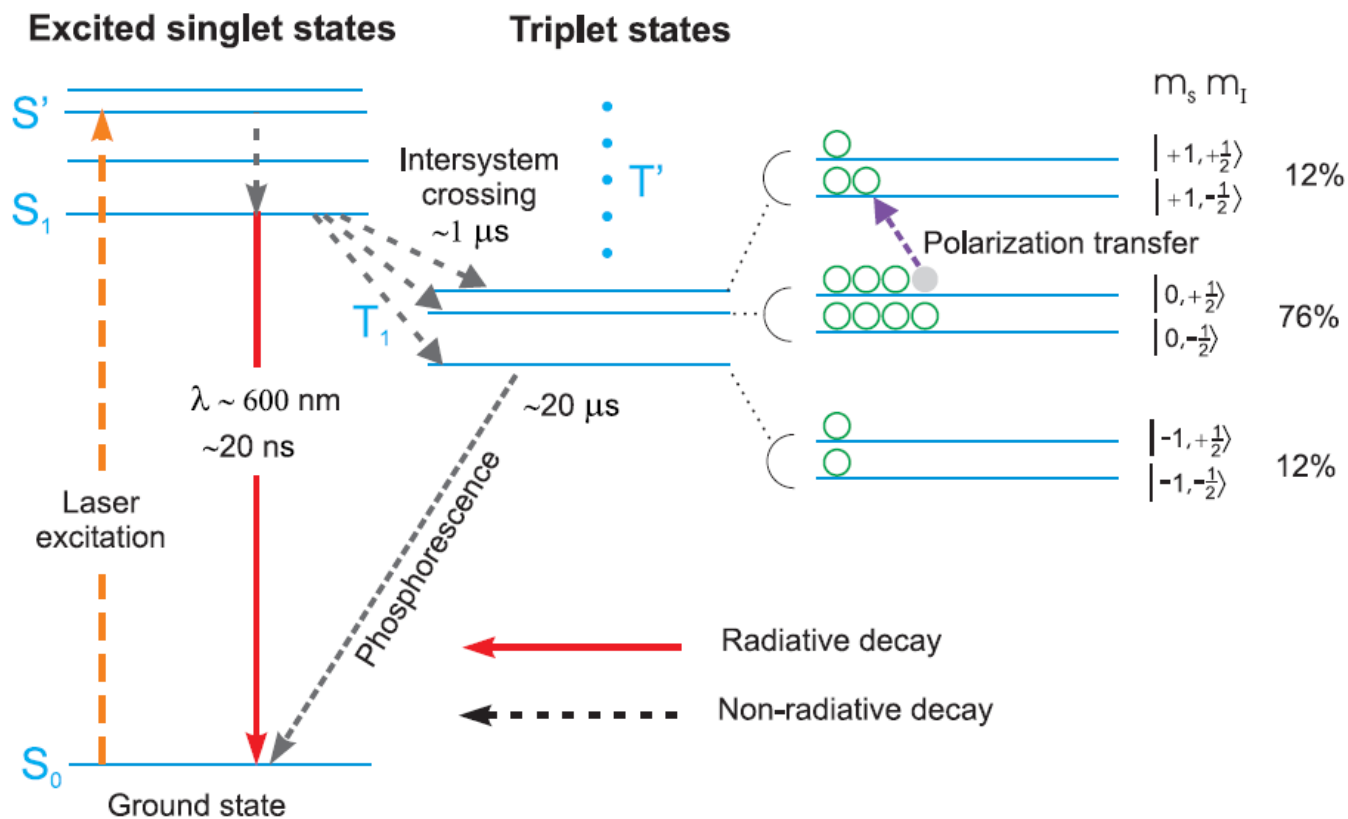 Excited singlet states
Triplet states
S'
S1
Intersystem
crossing
~1 μs
T'
T1
λ ~ 600 nm
~20 ns
~20 μs
Laser
excitation
Phosphorescence
S0
Ground state
Radiative decay
Non-radiative decay
ms mI
|+1,+½⟩
12%
|+1,-½⟩
Polarization transfer
|0,+½⟩
76%
|0,-½⟩
|-1,+½⟩
12%
|-1,-½⟩